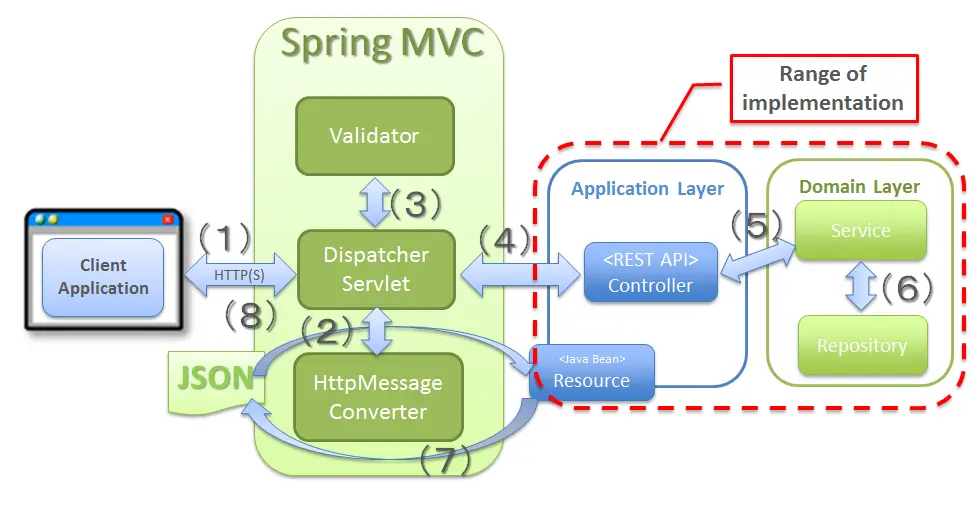 Spring MVC
Range of
implementation
Validator
Application Layer
Domain Layer
(3)
(1)
(4)
(5)
Service
Client
Application
HTTP(S)
Dispatcher
Servlet
<REST API>
Controller
(6)
(8)
(2)
Repository
JSON
HttpMessage
Converter
<Java Bean>
Resource
(7)